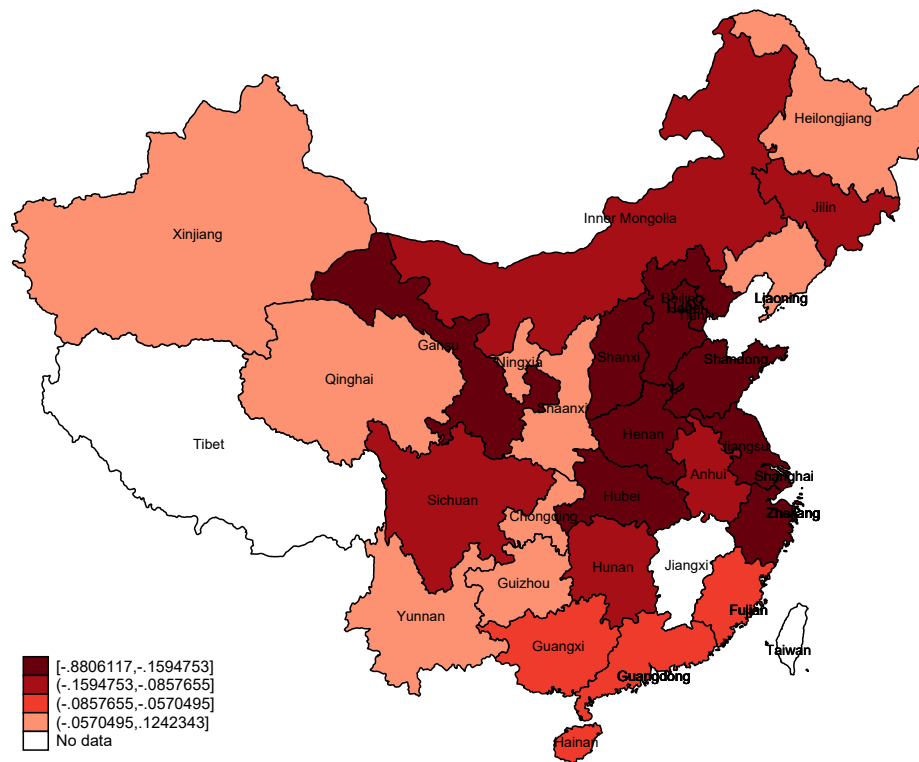 Heilongjiang
Jilin
Inner Mongolia
Xinjiang
Beijing
Tianjin
Liaoning
Gansu
Ningxia
Shanxi
Shandong
Qinghai
Shaanxi
Henan
Jiangsu
Tibet
Anhui
Shanghai
Sichuan
Hubei
Chongqing
Zhejiang
Jiangxi
Hunan
Guizhou
Yunnan
Fujian
Guangxi
Taiwan
Guangdong
Hainan
[-.8806117,-.1594753]
(-.1594753,-.0857655]
(-.0857655,-.0570495]
(-.0570495,.1242343]
No data